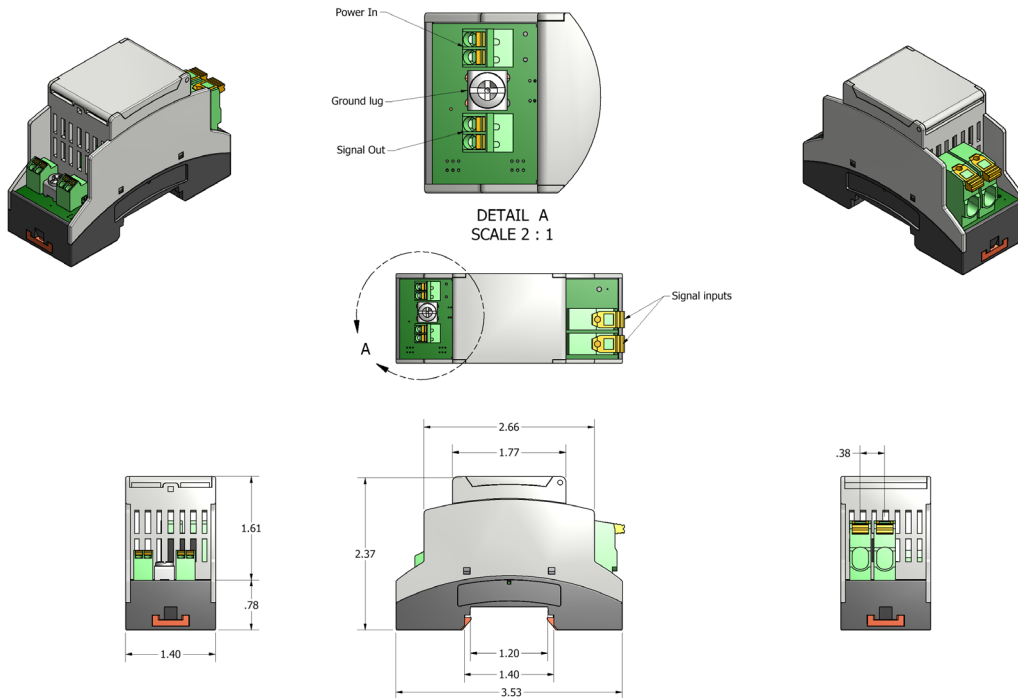 Power In
Ground lug
Signal Out
DETAIL A
SCALE 2 : 1
Signal inputs
A
2.66
1.77
.38
1.61
2.37
.78
1.40
1.20
1.40
3.53